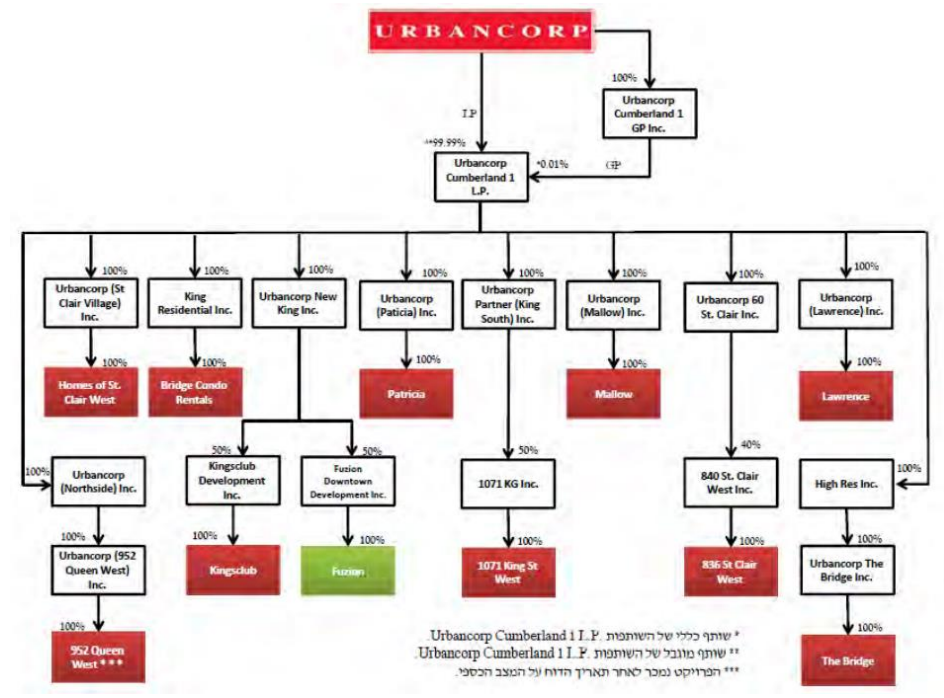 URBANCORP
100%
Urbancorp
Cumberland 1
GP Inc.
L.P
**99.99%
*0.01%
GP
Urbancorp
Cumberland 1
L.P.
100%
100%
100%
100%
100%
100%
100%
100%
Urbancorp (St
Clair Village)
Inc.
King
Residential Inc.
Urbancorp New
King Inc.
Urbancorp
(Paticia) Inc.
Urbancorp
Partner (King
South) Inc.
Urbancorp
(Mallow) Inc.
Urbancorp 60
St. Clair Inc.
Urbancorp
(Lawrence) Inc.
100%
100%
100%
100%
100%
Homes of St.
Clair West
Bridge Condo
Rentals
Patricia
Mallow
Lawrence
100%
50%
50%
50%
40%
100%
Urbancorp
(Northside) Inc.
Kingsclub
Development
Inc.
Fuzion
Downtown
Development Inc.
1071 KG Inc.
840 St. Clair
West Inc.
High Res Inc.
100%
100%
100%
100%
100%
100%
Urbancorp (952
Queen West)
Inc.
Kingsclub
Fuzion
1071 King St
West
836 St Clair
West
Urbancorp The
Bridge Inc.
100%
100%
952 Queen
West ***
The Bridge
* שותף כללי של השותפות Urbancorp Cumberland 1 L.P.
** שותף מוגבל של השותפות Urbancorp Cumberland 1 L.P.
*** הפרויקט נמכר לאחר תאריך הדוח על המצב הכספי.